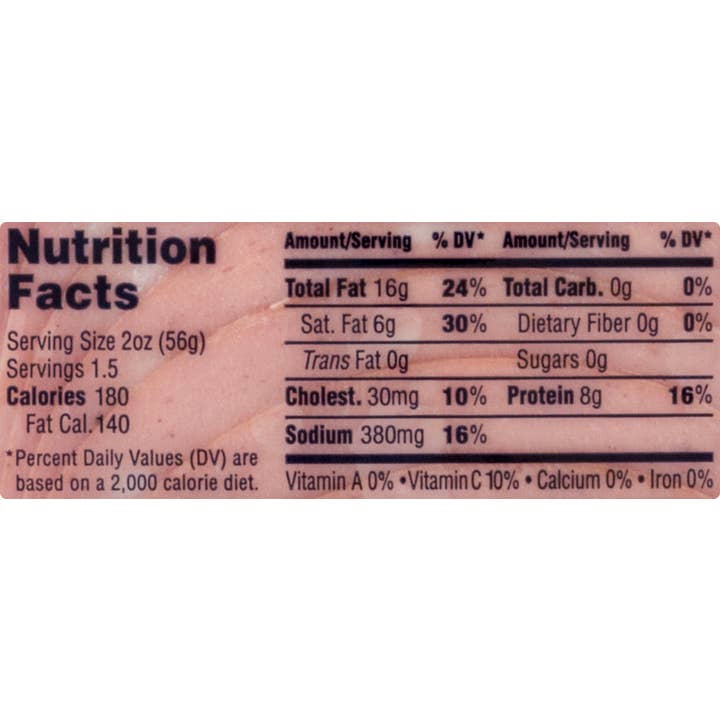 Nutrition
Facts
Serving Size 2oz (56g)
Servings 1.5
Calories 180
Fat Cal. 140
*Percent Daily Values (DV) are
based on a 2,000 calorie diet.
Amount/Serving % DV* Amount/Serving % DV*
Total Fat 16g 24% Total Carb. 0g 0%
Sat. Fat 6g 30% Dietary Fiber 0g 0%
Trans Fat 0g Sugars 0g
Cholest. 30mg 10% Protein 8g 16%
Sodium 380mg 16%
Vitamin A 0% • Vitamin C 10% • Calcium 0% • Iron 0%